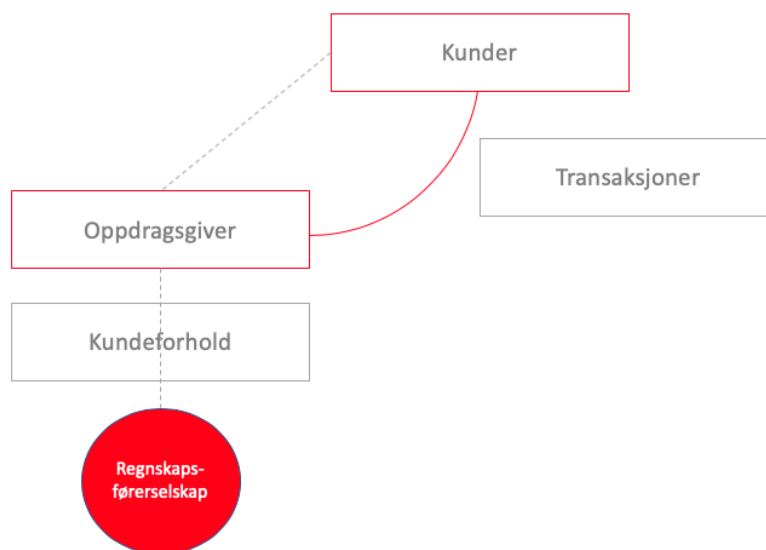 Kunder
Transaksjoner
Oppdragsgiver
Kundeforhold
Regnskaps-
førerselskap